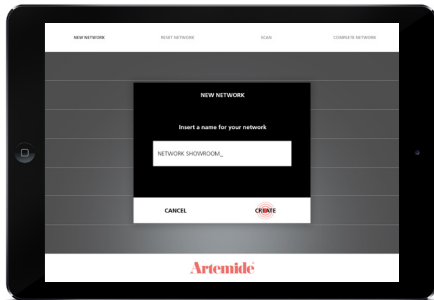 NEW NETWORK RESET NETWORK SCAN COMPLETE NETWORK
NEW NETWORK
Insert a name for your network
NETWORK SHOWROOM_
CANCEL CREATE
Artemide